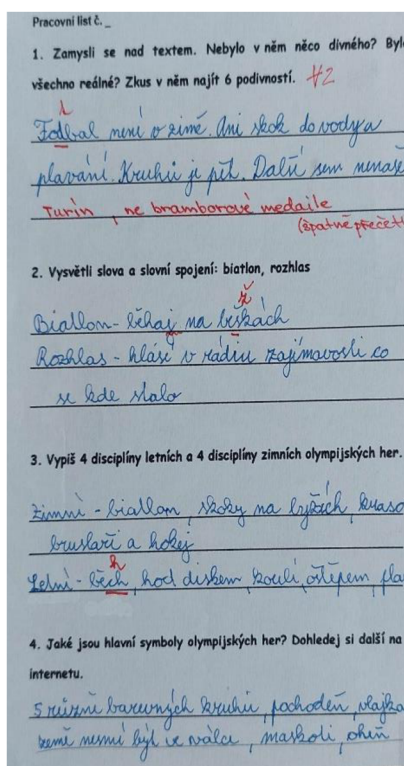 Pracovní list č. _
1. Zamysli se nad textem. Nebylo v něm něco divného? Bylo
všechno reálné? Zkus v něm najít 6 podivností. +2
t
Fodbal není v zimě. Ani skok do vody a
plavání. Kruhů je pět. Další sem nenaše
Turín, ne bramborové medaile
(špatně přečetl
2. Vysvětli slova a slovní spojení: biatlon, rozhlas
ž
Biatlon - běhaj na běškách
Rozhlas - hlásí v rádiu zajímavosti co
se kde stalo
3. Vypiš 4 disciplíny letních a 4 disciplíny zimních olympijských her.
Zimní - biatlon, skoky na lyžích, kraso
bruslaři a hokej
h
Letní - běch, hod diskem, koulí, oštěpem, pla
4. Jaké jsou hlavní symboly olympijských her? Dohledej si další na
internetu.
5 různě barevných kruhů, pochodeň, vlajka
země nesmí být ve válce, maskoti, oheň